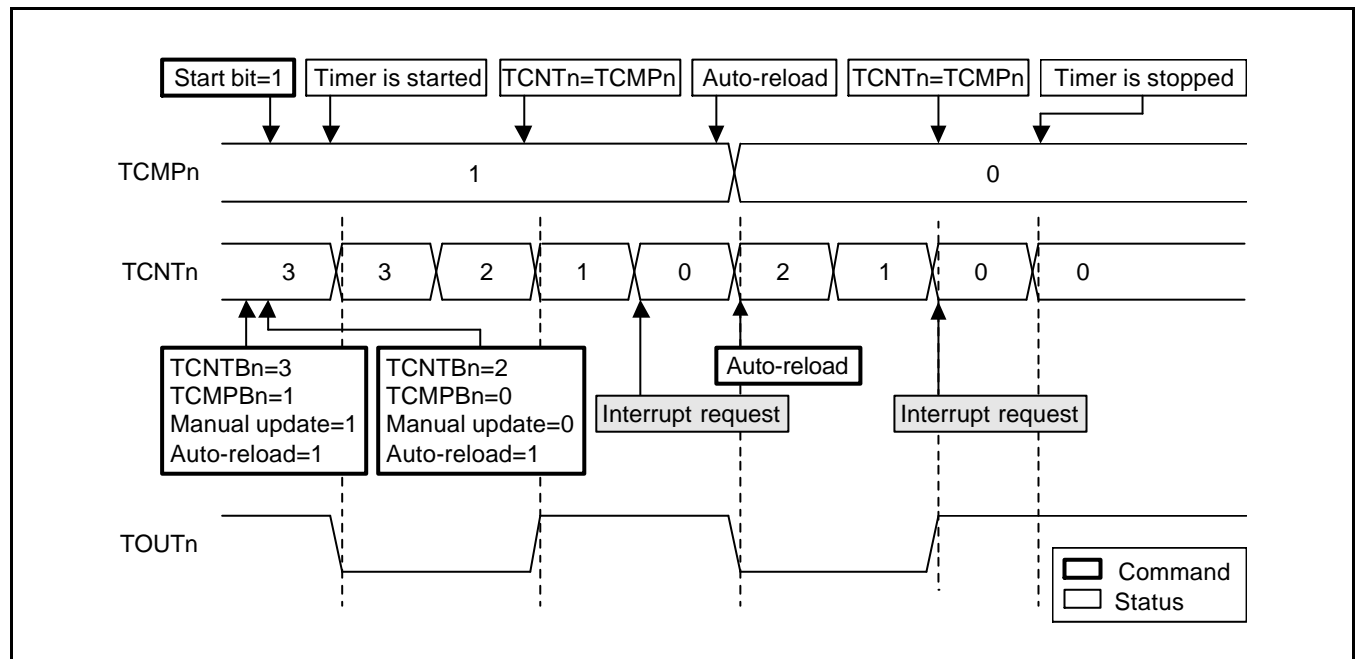 Start bit=1
Timer is started
TCNTn=TCMPn
Auto-reload
TCNTn=TCMPn
Timer is stopped
TCMPn
1
0
TCNTn
3
3
2
1
0
2
1
0
0
TCNTBn=3
TCMPBn=1
Manual update=1
Auto-reload=1
TCNTBn=2
TCMPBn=0
Manual update=0
Auto-reload=1
Interrupt request
Auto-reload
Interrupt request
TOUTn
Command
Status